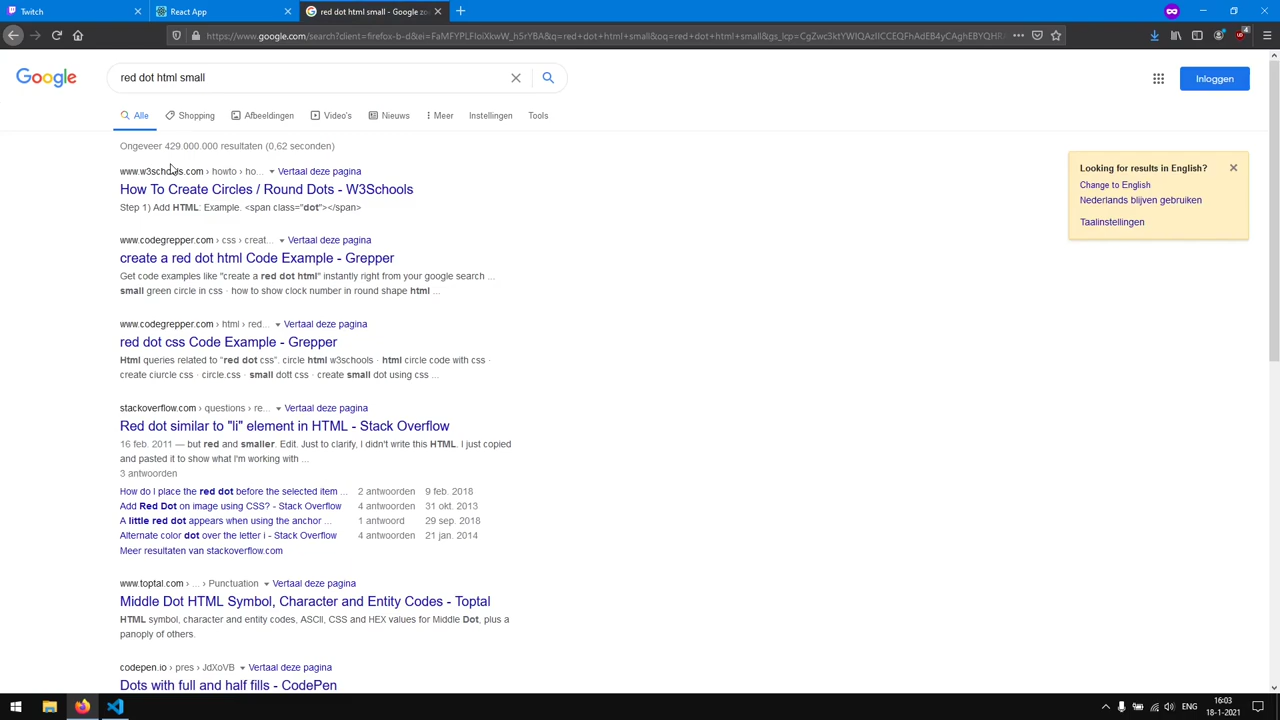 Twitch
React App
red dot html small - Google zo
https://www.google.com/search?client=firefox-b-d&ei=FaMFYPLFIoiXkwW_h5rYBA&q=red+dot+html+small&oq=red+dot+html+small&gs_lcp=
Google
red dot html small
Inloggen
Alle
Shopping
Afbeeldingen
Video's
Nieuws
Meer
Instellingen
Tools
Ongeveer 429.000.000 resultaten (0,62 seconden)
Looking for results in English?
Change to English
Nederlands blijven gebruiken
Taalinstellingen
www.w3schools.com › howto › ho... Vertaal deze pagina
How To Create Circles / Round Dots - W3Schools
Step 1) Add HTML: Example. <span class="dot"></span>
www.codegrepper.com › css › creat... Vertaal deze pagina
create a red dot html Code Example - Grepper
Get code examples like "create a red dot html" instantly right from your google search ...
small green circle in css · how to show clock number in round shape html ...
www.codegrepper.com › html › red... Vertaal deze pagina
red dot css Code Example - Grepper
Html queries related to “red dot css”. circle html w3schools · html circle code with css ·
create ciurcle css · circle.css · small dott css · create small dot using css ...
stackoverflow.com › questions › re... Vertaal deze pagina
Red dot similar to "li" element in HTML - Stack Overflow
16 feb. 2011 — but red and smaller. Edit. Just to clarify, I didn't write this HTML. I just copied
and pasted it to show what I'm working with ...
3 antwoorden
How do I place the red dot before the selected item ... 2 antwoorden 9 feb. 2018
Add Red Dot on image using CSS? - Stack Overflow 4 antwoorden 31 okt. 2013
A little red dot appears when using the anchor ... 1 antwoord 29 sep. 2018
Alternate color dot over the letter i - Stack Overflow 4 antwoorden 21 jan. 2014
Meer resultaten van stackoverflow.com
www.toptal.com › ... › Punctuation Vertaal deze pagina
Middle Dot HTML Symbol, Character and Entity Codes - Toptal
HTML symbol, character and entity codes, ASCII, CSS and HEX values for Middle Dot, plus a
panoply of others.
codepen.io › pres › JdXoVB Vertaal deze pagina
Dots with full and half fills - CodePen
ENG
16:03
18-1-2021